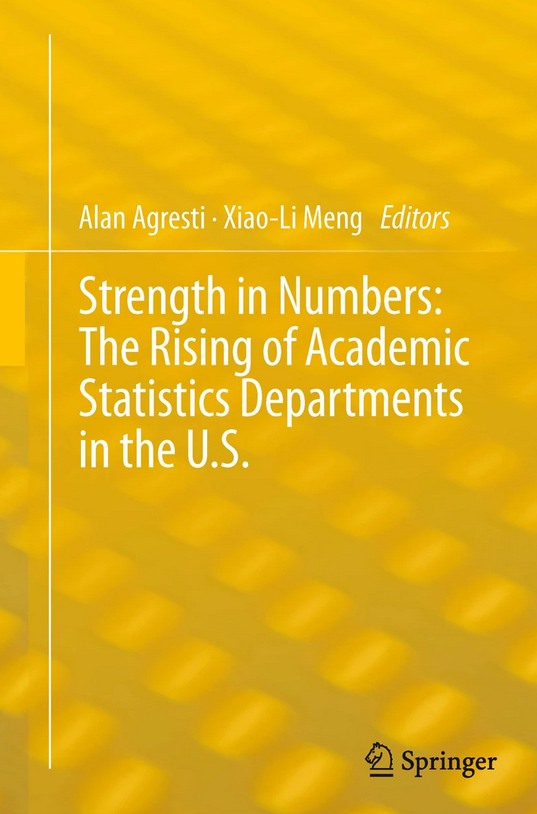 Alan Agresti · Xiao-Li Meng Editors
Strength in Numbers:
The Rising of Academic
Statistics Departments
in the U.S.
Springer